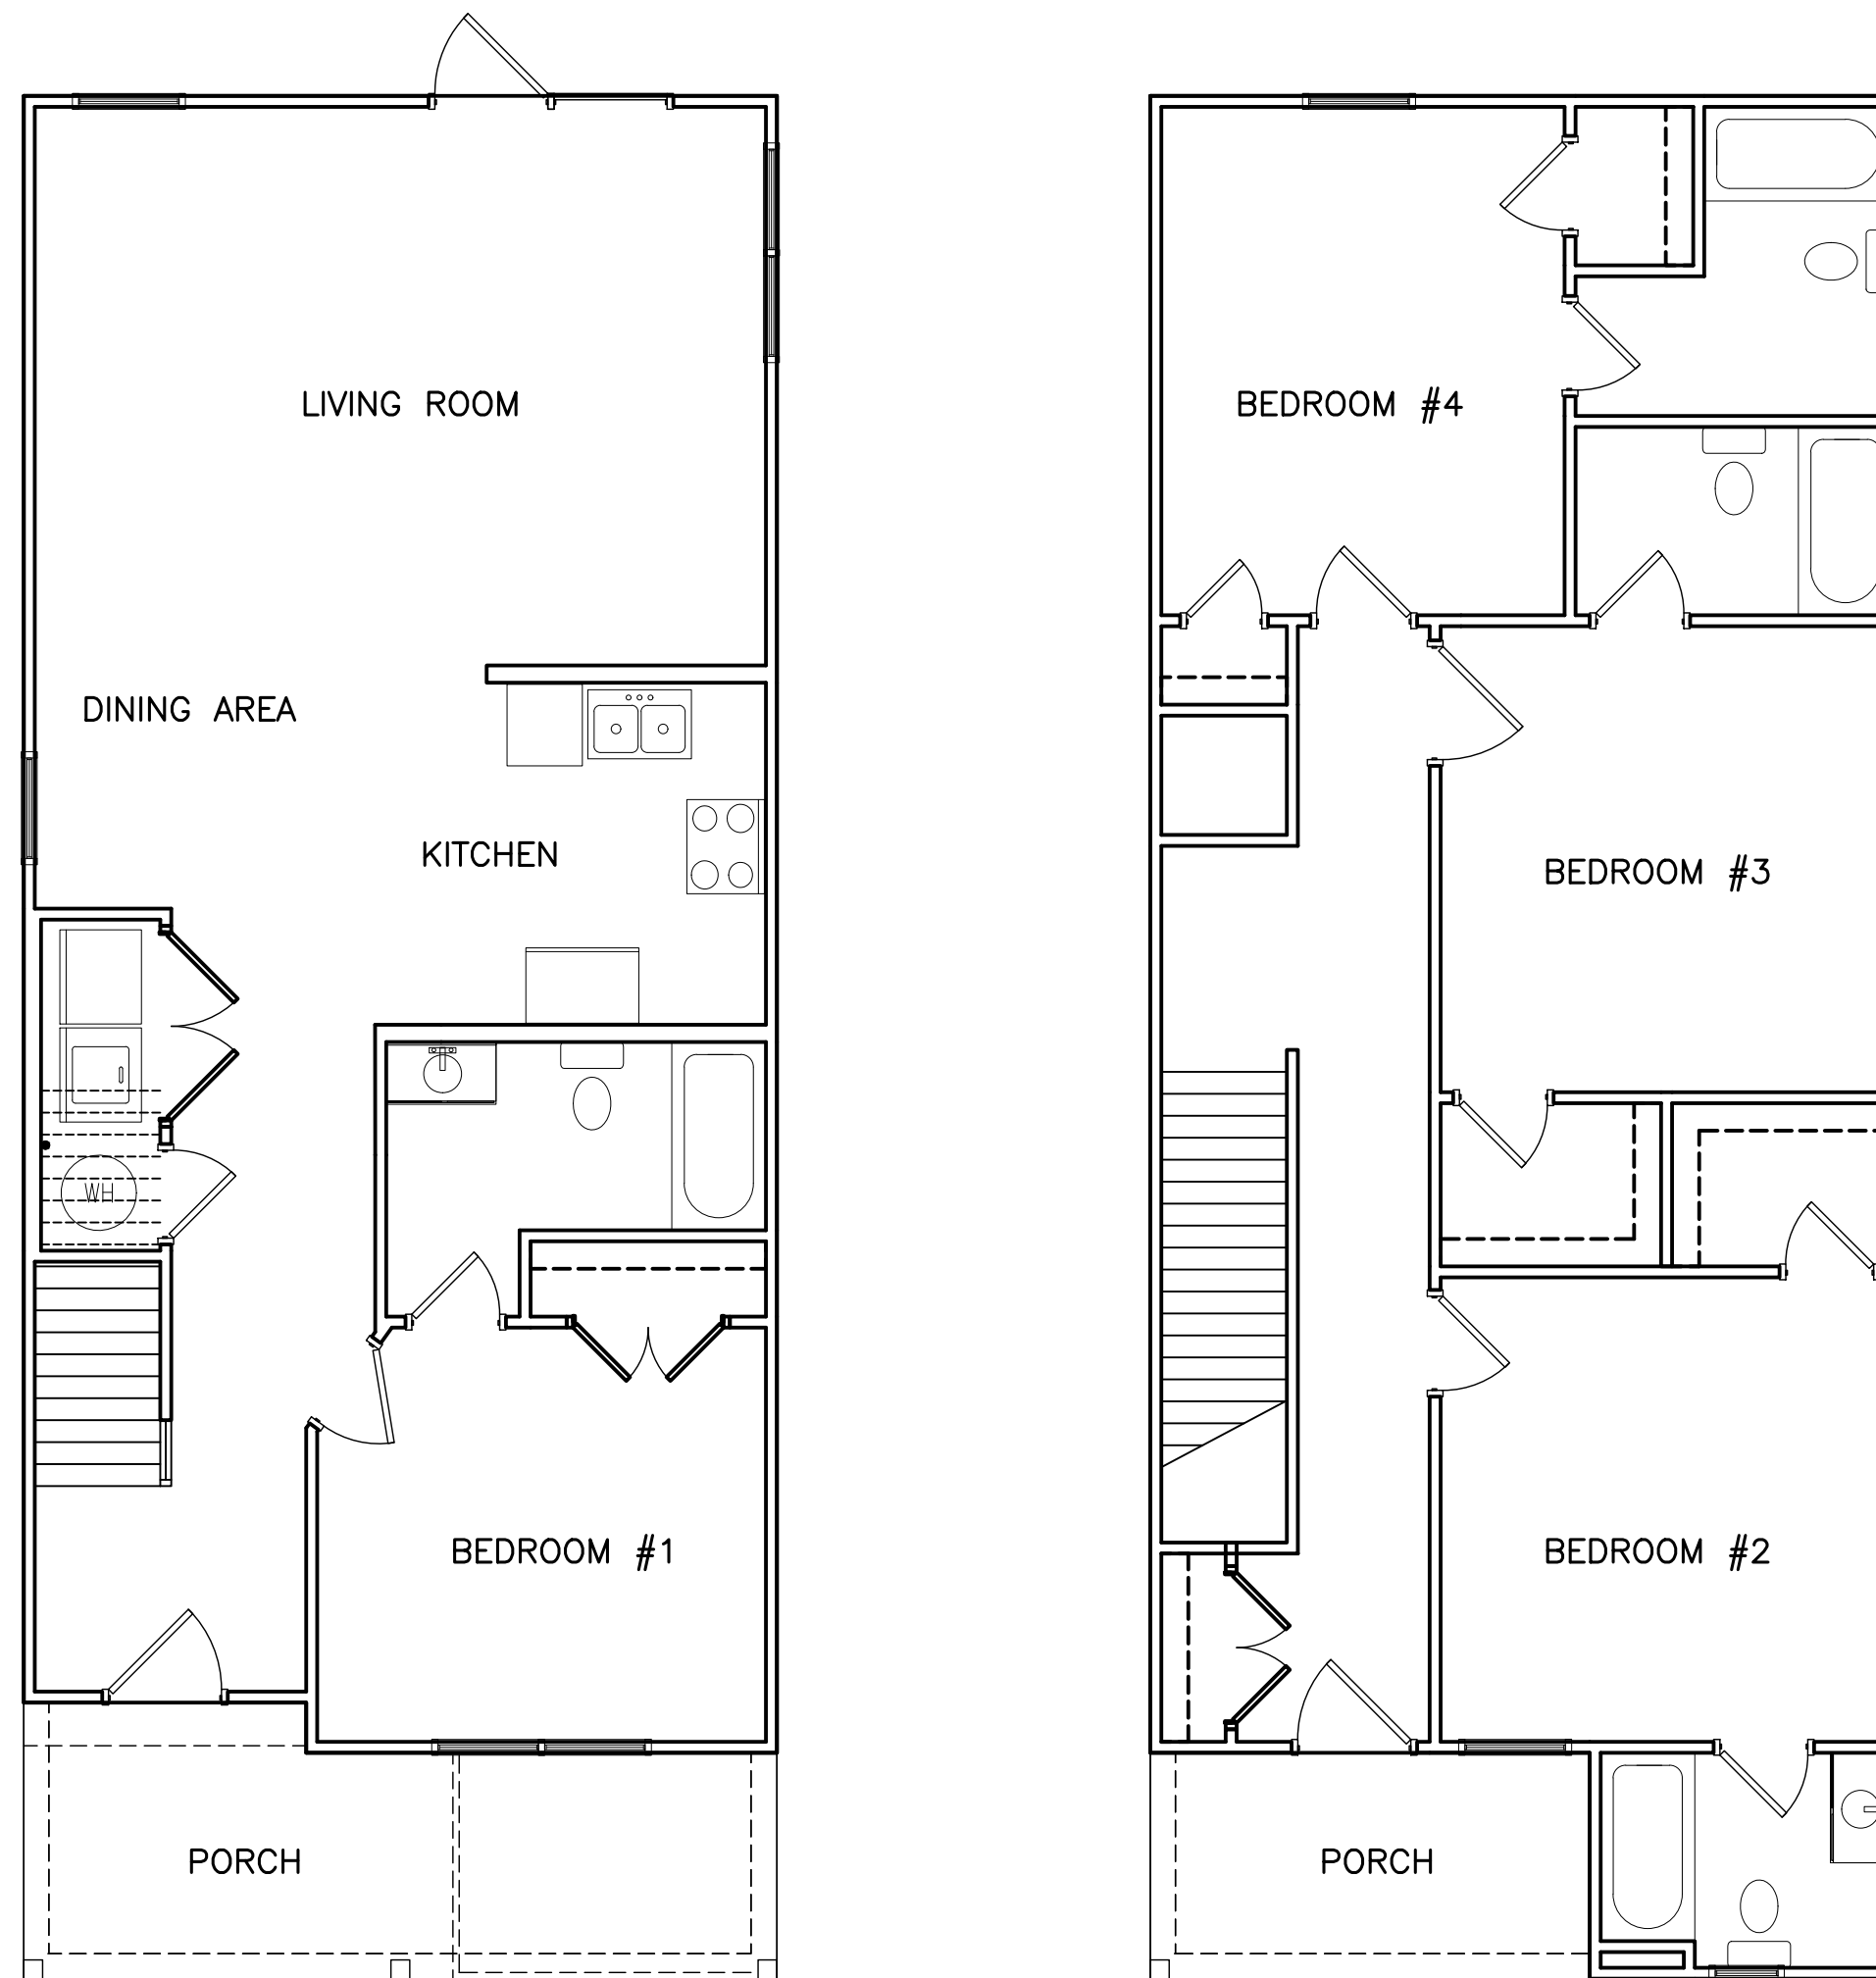 LIVING ROOM
DINING AREA
KITCHEN
WH
BEDROOM #1
PORCH
BEDROOM #4
BEDROOM #3
BEDROOM #2
PORCH